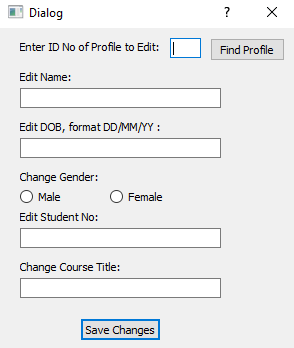 Dialog
Enter ID No of Profile to Edit: Find Profile
Edit Name:
Edit DOB, format DD/MM/YY :
Change Gender:
Male Female
Edit Student No:
Change Course Title:
Save Changes